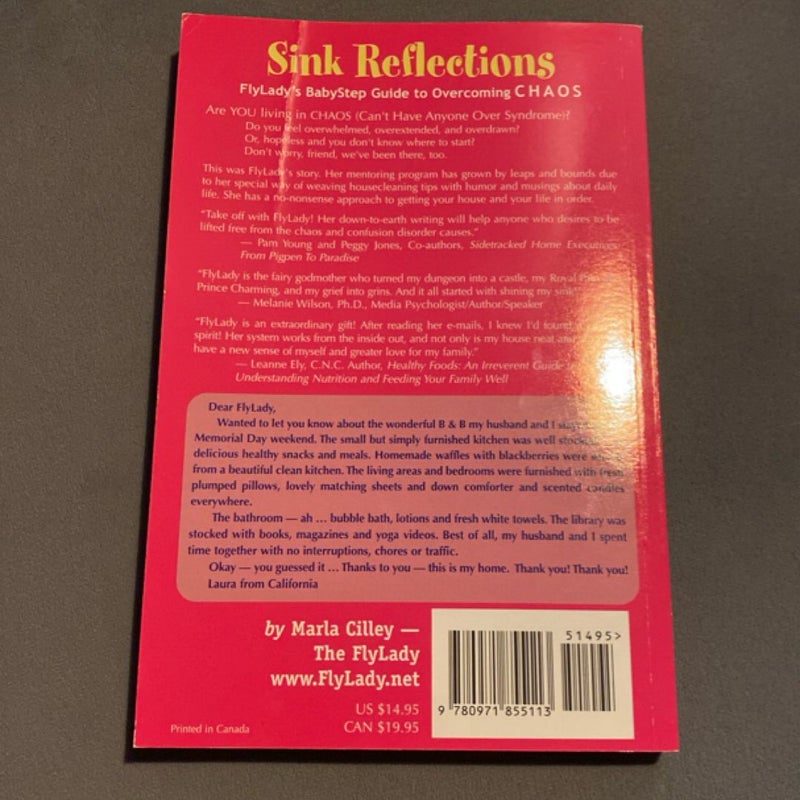 Sink Reflections
FlyLady's BabyStep Guide to Overcoming CHAOS
Are YOU living in CHAOS (Can't Have Anyone Over Syndrome)?
Do you feel overwhelmed, overextended, and overdrawn?
Or, hopeless and you don't know where to start?
Don't worry, friend, we've been there, too.
This was FlyLady's story. Her mentoring program has grown by leaps and bounds due
to her special way of weaving housecleaning tips with humor and musings about daily
life. She has a no-nonsense approach to getting your house and your life in order.
"Take off with FlyLady! Her down-to-earth writing will help anyone who desires to be
lifted free from the chaos and confusion disorder causes."
— Pam Young and Peggy Jones, Co-authors, Sidetracked Home Executives:
From Pigpen To Paradise
"FlyLady is the fairy godmother who turned my dungeon into a castle, my Royal
Prince Charming, and my grief into grins. And it all started with shining my sink."
— Melanie Wilson, Ph.D., Media Psychologist/Author/Speaker
"FlyLady is an extraordinary gift! After reading her e-mails, I knew I'd found
spirit! Her system works from the inside out, and not only is my house neat and
have a new sense of myself and greater love for my family."
— Leanne Ely, C.N.C. Author, Healthy Foods: An Irreverent Guide to
Understanding Nutrition and Feeding Your Family Well
Dear FlyLady,
Wanted to let you know about the wonderful B & B my husband and I
Memorial Day weekend. The small but simply furnished kitchen was well stocked
delicious healthy snacks and meals. Homemade waffles with blackberries were
from a beautiful clean kitchen. The living areas and bedrooms were furnished with fresh
plumped pillows, lovely matching sheets and down comforter and scented candles
everywhere.
The bathroom — ah ... bubble bath, lotions and fresh white towels. The library was
stocked with books, magazines and yoga videos. Best of all, my husband and I spent
time together with no interruptions, chores or traffic.
Okay — you guessed it ... Thanks to you — this is my home. Thank you! Thank you!
Laura from California
by Marla Cilley —
The FlyLady
www.FlyLady.net
US $14.95
CAN $19.95
Printed in Canada
51495>
9 780971 855113